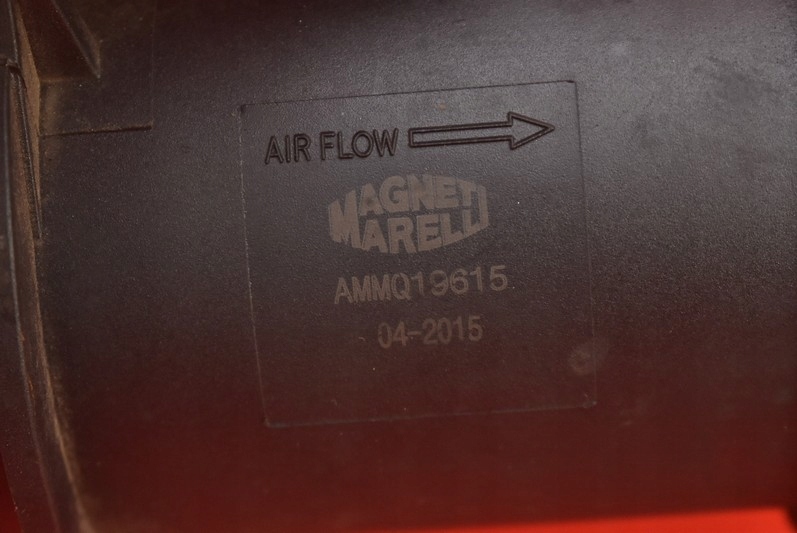 AIR FLOW
MAGNETI
MARELLI
AMMQ19615
04-2015